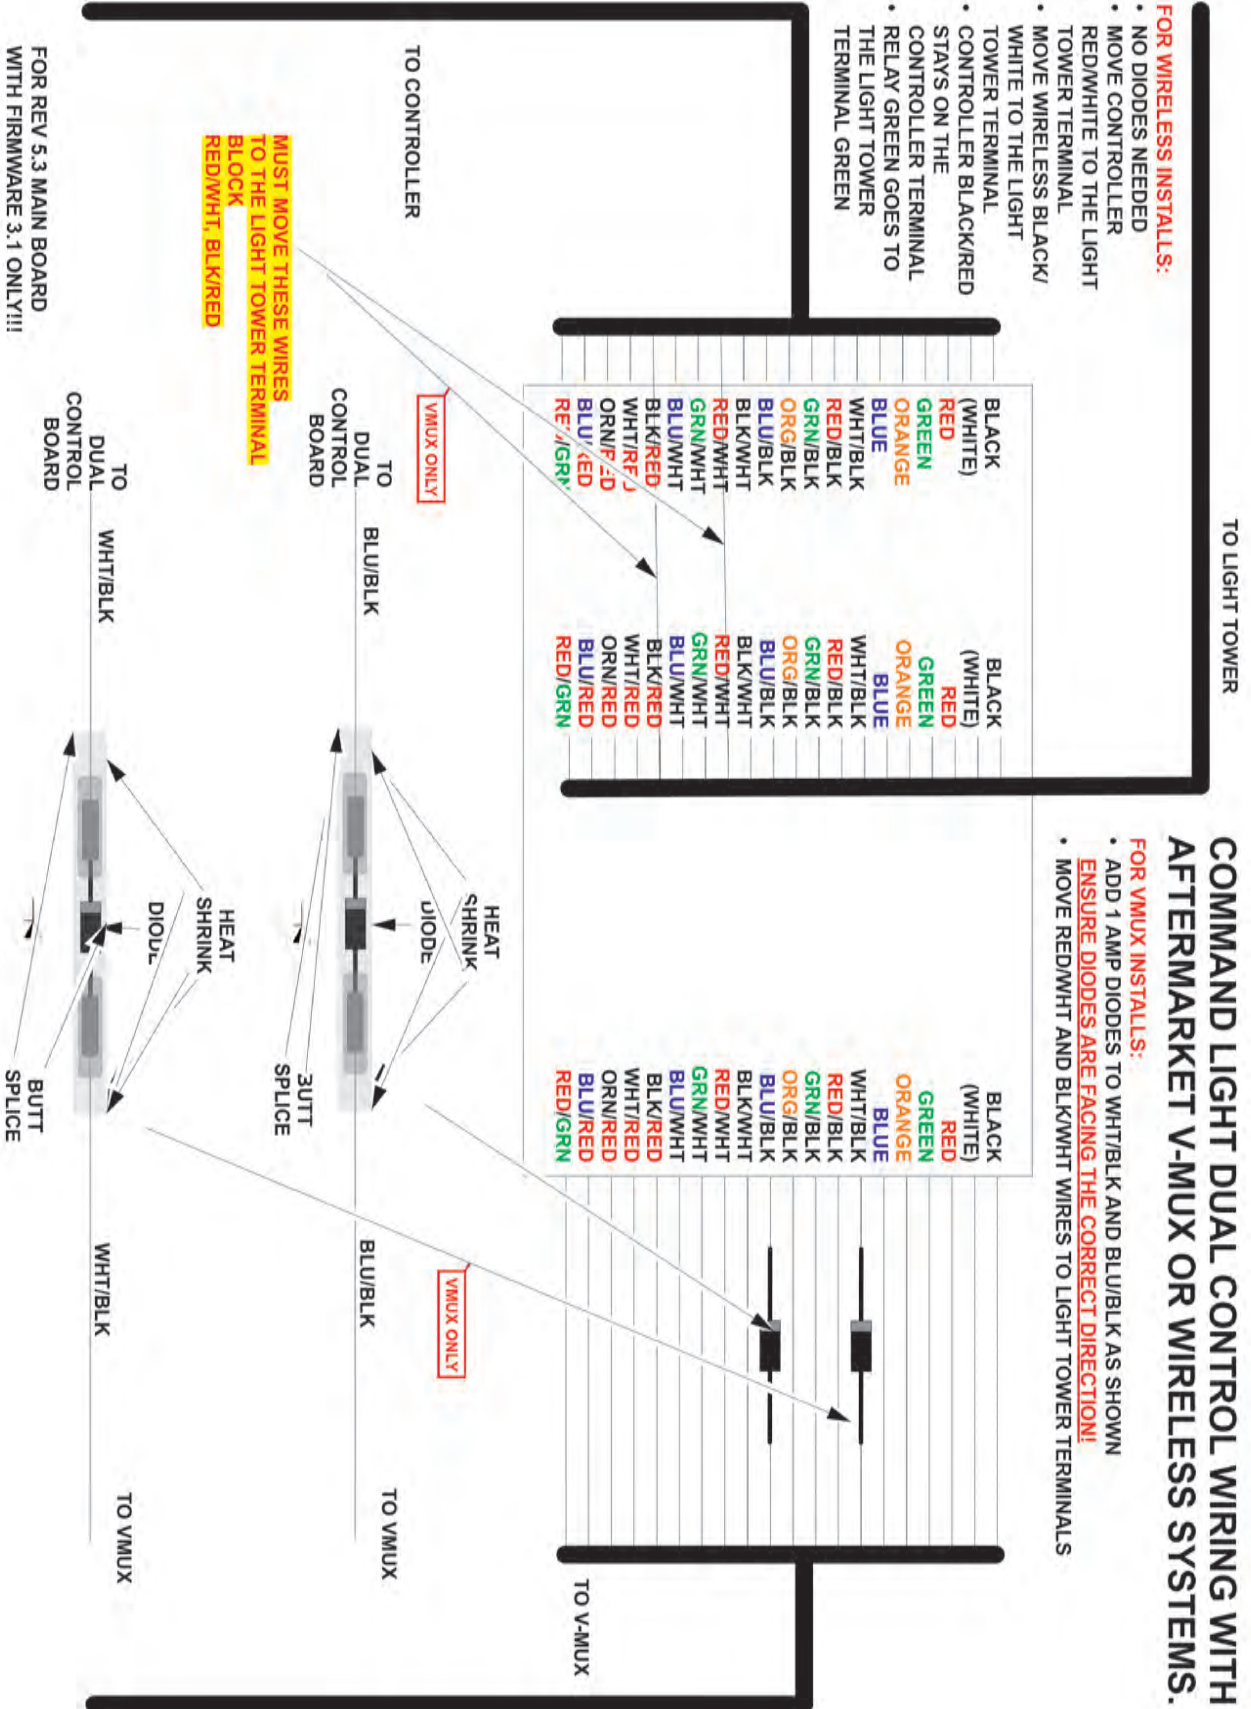 COMMAND LIGHT DUAL CONTROL WIRING WITH
AFTERMARKET V-MUX OR WIRELESS SYSTEMS.
FOR VMUX INSTALLS:
• ADD 1 AMP DIODES TO WHT/BLK AND BLU/BLK AS SHOWN
ENSURE DIODES ARE FACING THE CORRECT DIRECTION!
• MOVE RED/WHT AND BLK/WHT WIRES TO LIGHT TOWER TERMINALS
TO LIGHT TOWER
FOR WIRELESS INSTALLS:
• NO DIODES NEEDED
• MOVE CONTROLLER
RED/WHITE TO THE LIGHT
TOWER TERMINAL
• MOVE WIRELESS BLACK/
WHITE TO THE LIGHT
TOWER TERMINAL
• CONTROLLER BLACK/RED
STAYS ON THE
CONTROLLER TERMINAL
• RELAY GREEN GOES TO
THE LIGHT TOWER
TERMINAL GREEN
BLACK
(WHITE)
RED
GREEN
ORANGE
BLUE
WHT/BLK
RED/BLK
GRN/BLK
ORG/BLK
BLU/BLK
BLK/WHT
RED/WHT
GRN/WHT
BLU/WHT
BLK/RED
WHT/RED
ORN/RED
BLU/RED
RED/GRN
BLACK
(WHITE)
RED
GREEN
ORANGE
BLUE
WHT/BLK
RED/BLK
GRN/BLK
ORG/BLK
BLU/BLK
BLK/WHT
RED/WHT
GRN/WHT
BLU/WHT
BLK/RED
WHT/RED
ORN/RED
BLU/RED
RED/GRN
BLACK
(WHITE)
RED
GREEN
ORANGE
BLUE
WHT/BLK
RED/BLK
GRN/BLK
ORG/BLK
BLU/BLK
BLK/WHT
RED/WHT
GRN/WHT
BLU/WHT
BLK/RED
WHT/RED
ORN/RED
BLU/RED
RED/GRN
TO V-MUX
TO CONTROLLER
VMUX ONLY
VMUX ONLY
MUST MOVE THESE WIRES
TO THE LIGHT TOWER TERMINAL
BLOCK
RED/WHT, BLK/RED
TO
DUAL
CONTROL
BOARD
BLU/BLK
HEAT
SHRINK
DIODE
BUTT
SPLICE
BLU/BLK
TO VMUX
TO
DUAL
CONTROL
BOARD
WHT/BLK
HEAT
SHRINK
DIODE
BUTT
SPLICE
WHT/BLK
TO VMUX
FOR REV 5.3 MAIN BOARD
WITH FIRMWARE 3.1 ONLY!!!